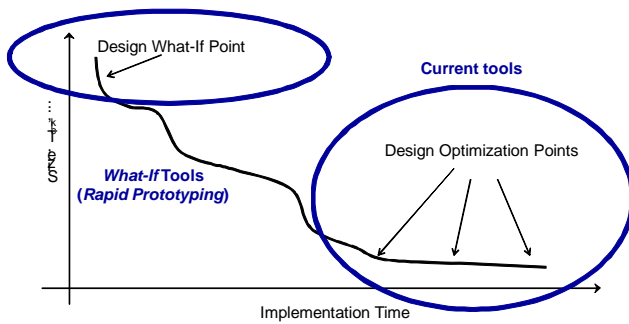 Design What-If Point
Current tools
Design Optimization Points
What-If Tools
(Rapid Prototyping)
Implementation Time